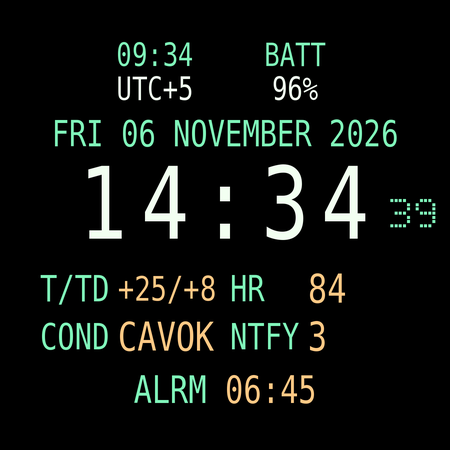 09:34 BATT
UTC+5 96%
FRI 06 NOVEMBER 2026
14:34 39
T/TD +25/+8 HR 84
COND CAVOK NTFY 3
ALRM 06:45